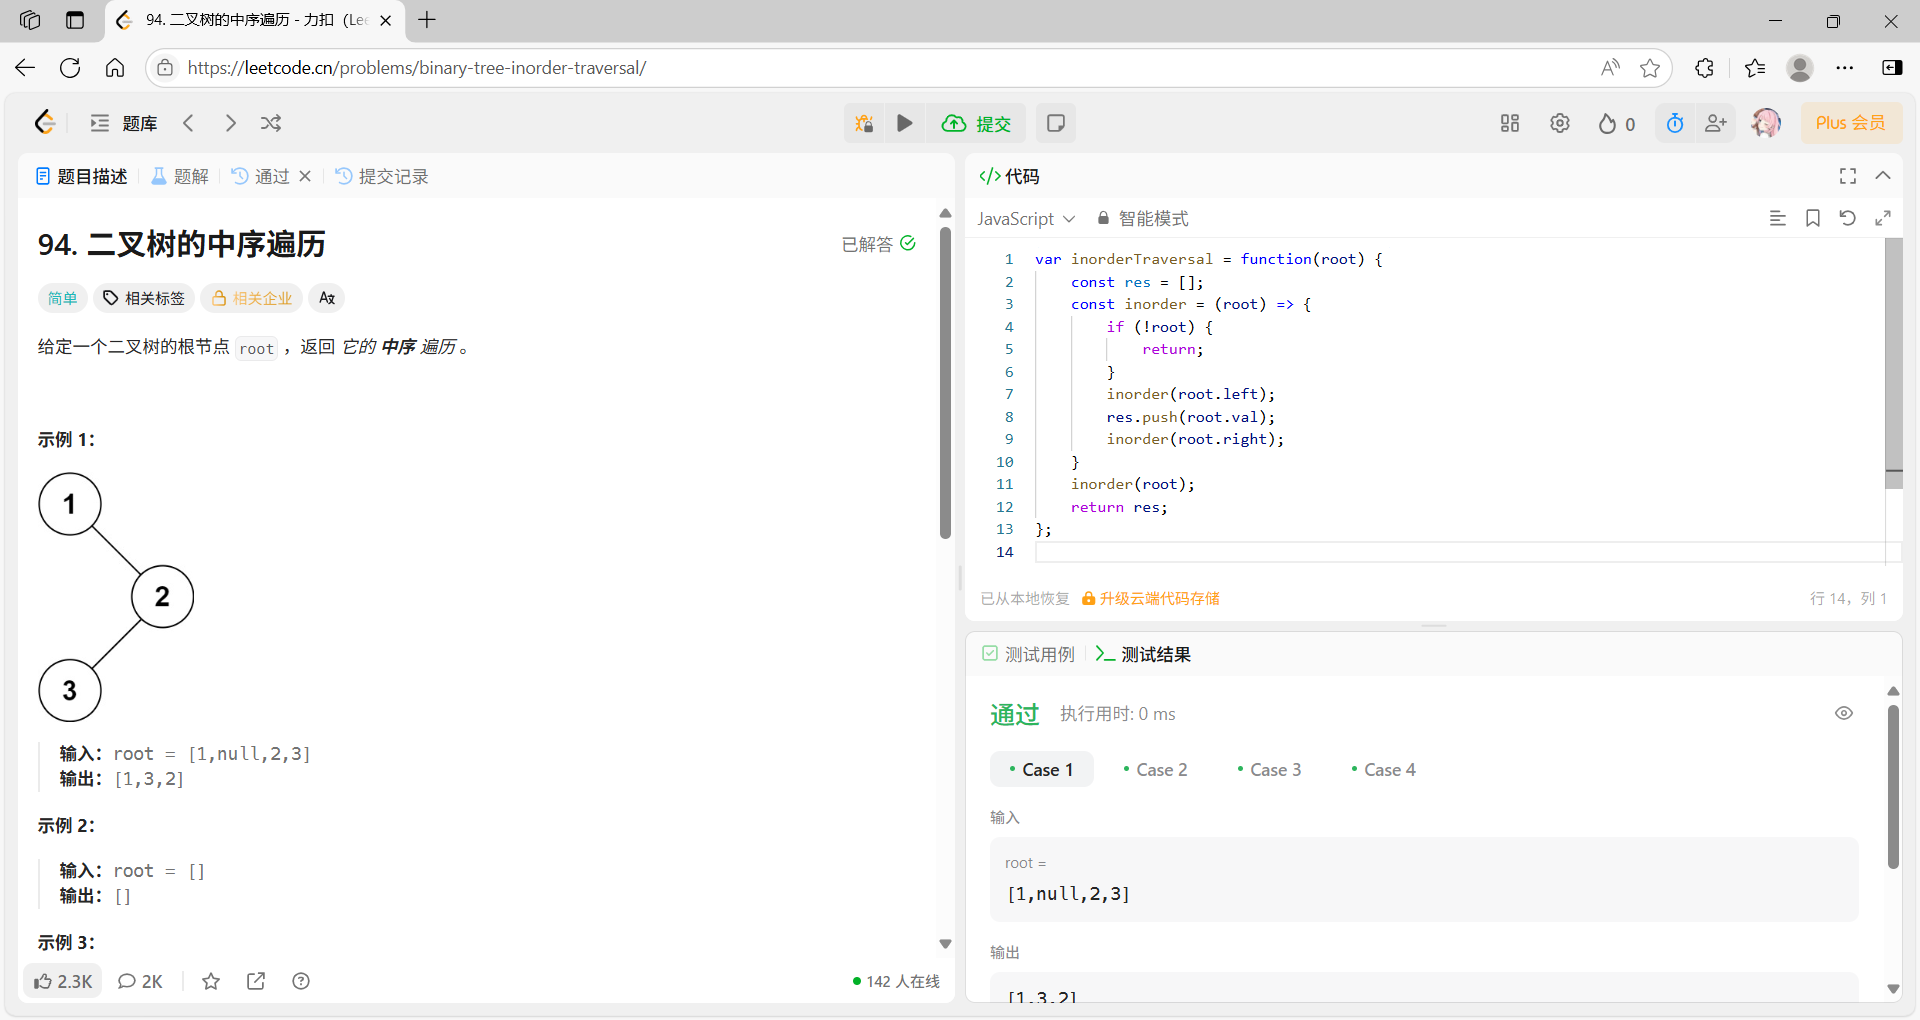 94. 二叉树的中序遍历 - 力扣（Lee
https://leetcode.cn/problems/binary-tree-inorder-traversal/
题库
提交
0
Plus 会员
题目描述
题解
通过
提交记录
94. 二叉树的中序遍历
已解答
简单
相关标签
相关企业
给定一个二叉树的根节点 root ，返回 它的 中序 遍历 。
示例 1：
1
2
3
输入：root = [1,null,2,3]
输出：[1,3,2]
示例 2：
输入：root = []
输出：[]
示例 3：
2.3K
2K
142 人在线
代码
JavaScript
智能模式
1 var inorderTraversal = function(root) {
2 const res = [];
3 const inorder = (root) => {
4 if (!root) {
5 return;
6 }
7 inorder(root.left);
8 res.push(root.val);
9 inorder(root.right);
10 }
11 inorder(root);
12 return res;
13 };
14
已从本地恢复
升级云端代码存储
行 14，列 1
测试用例
测试结果
通过
执行用时: 0 ms
Case 1
Case 2
Case 3
Case 4
输入
root =
[1,null,2,3]
输出
[1,3,2]